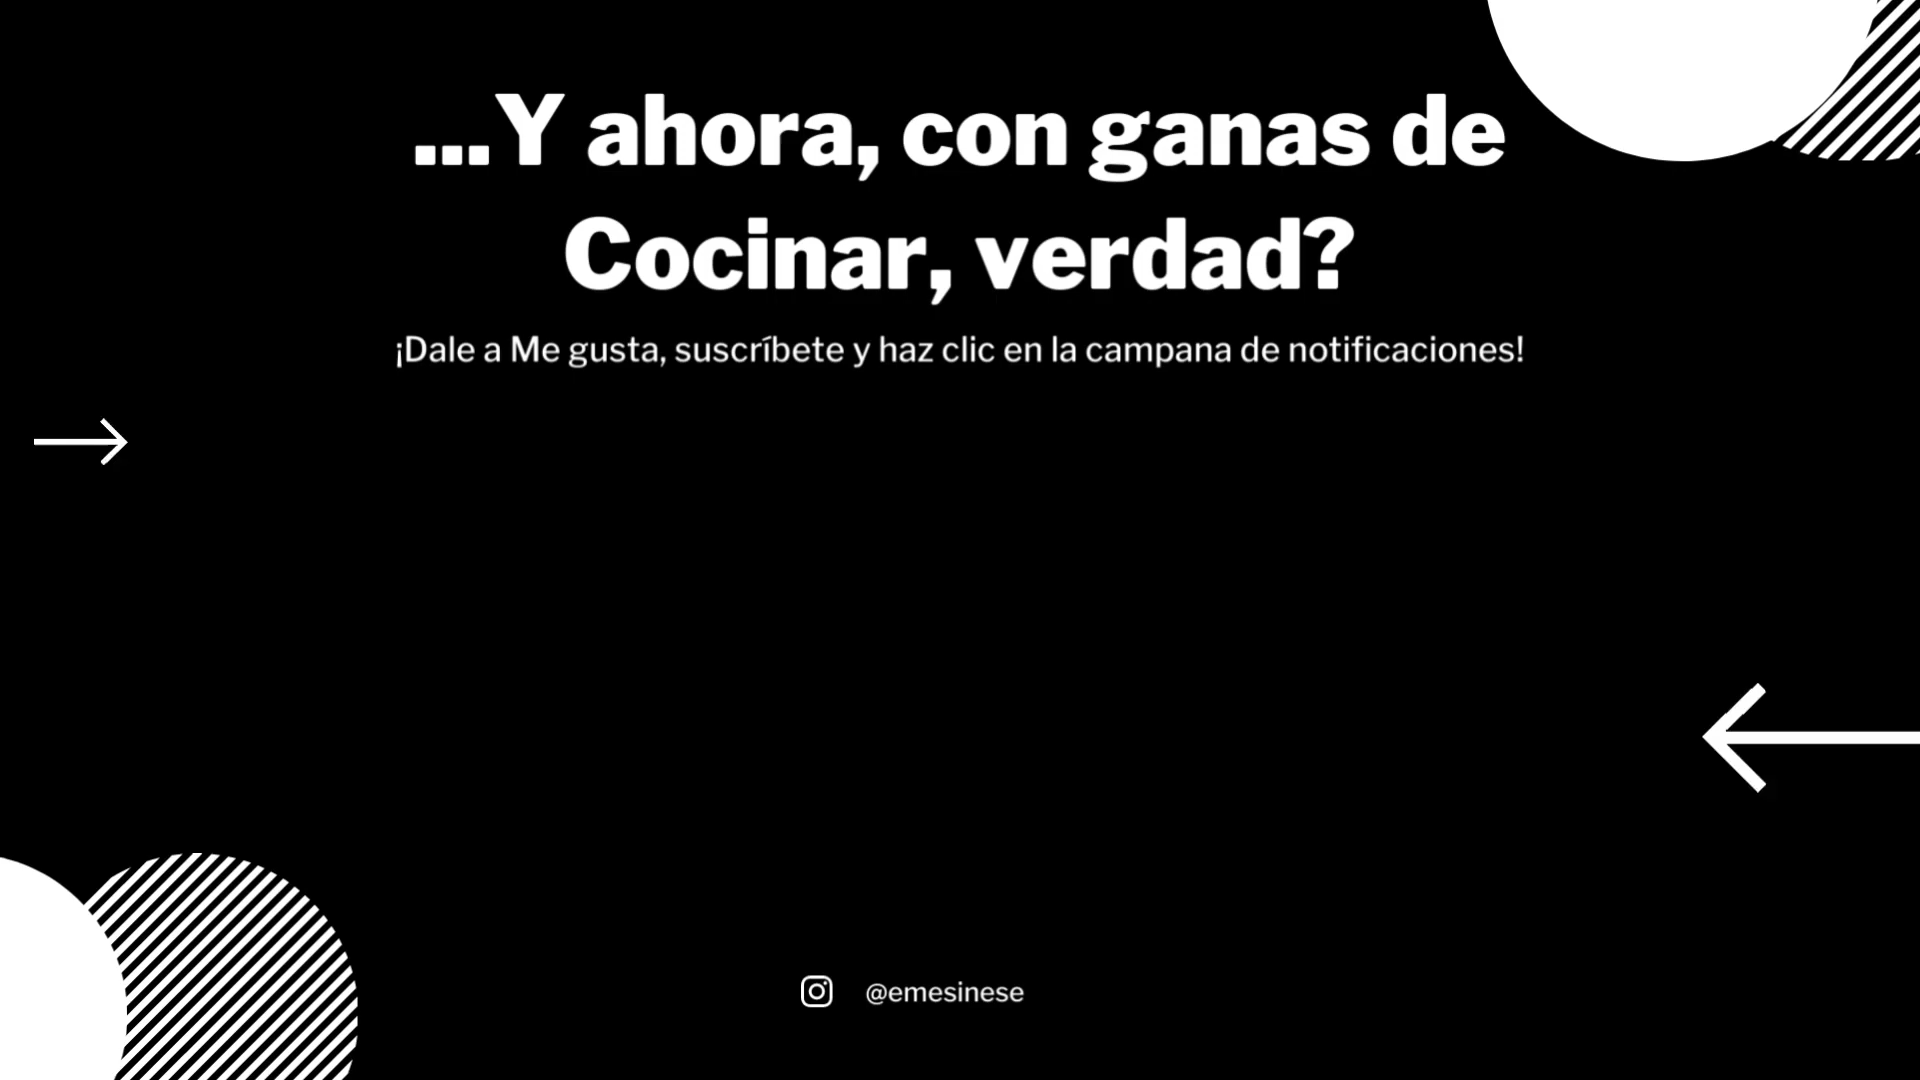 ...Y ahora, con ganas de
Cocinar, verdad?
¡Dale a Me gusta, suscríbete y haz clic en la campana de notificaciones!
@emesinese